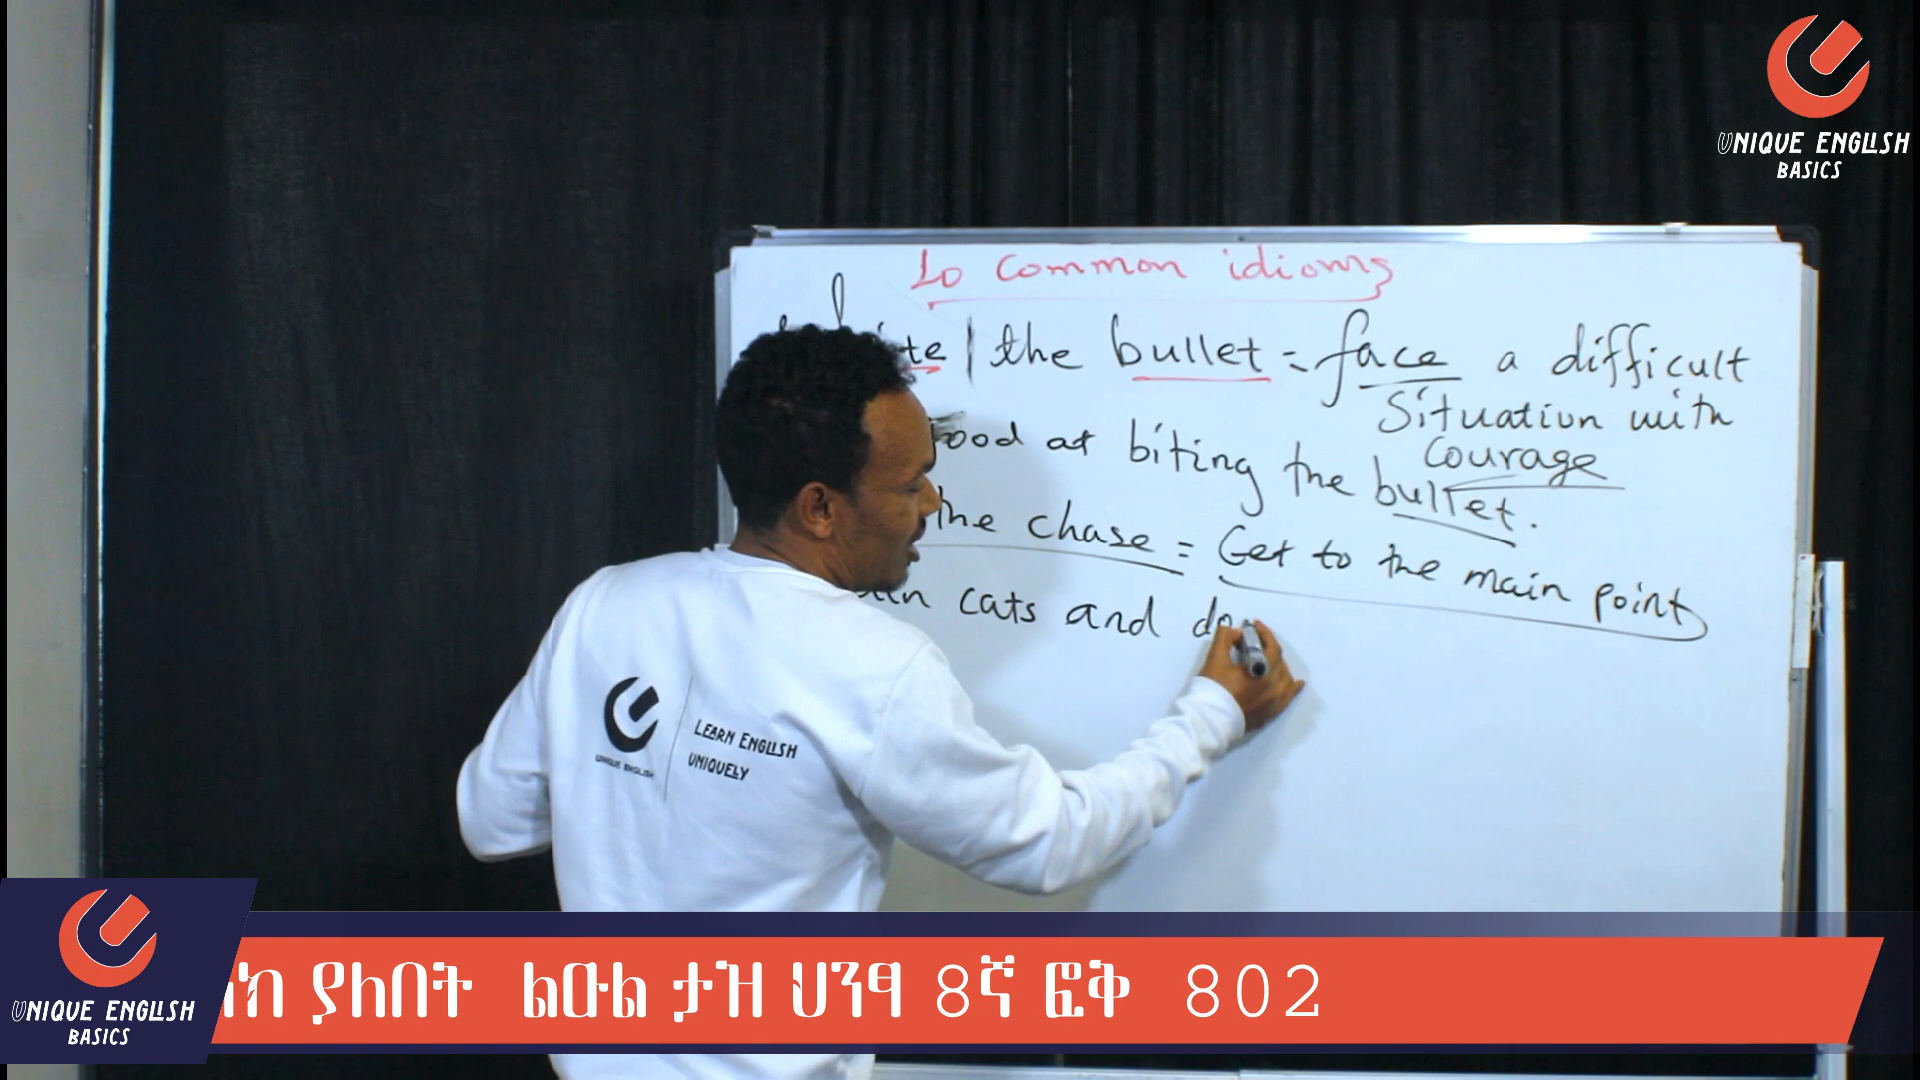 UNIQUE ENGLISH
BASICS
10 common idioms
the bullet = face a difficult
Situation with
courage
at biting the bullet.
the chase = Get to the main point
cats and
LEARN ENGLISH
UNIQUELY
UNIQUE ENGLISH
UNIQUE ENGLISH
BASICS
ያለበት ልዑል ታዝ ህንፃ 8ኛ ፎቅ 802